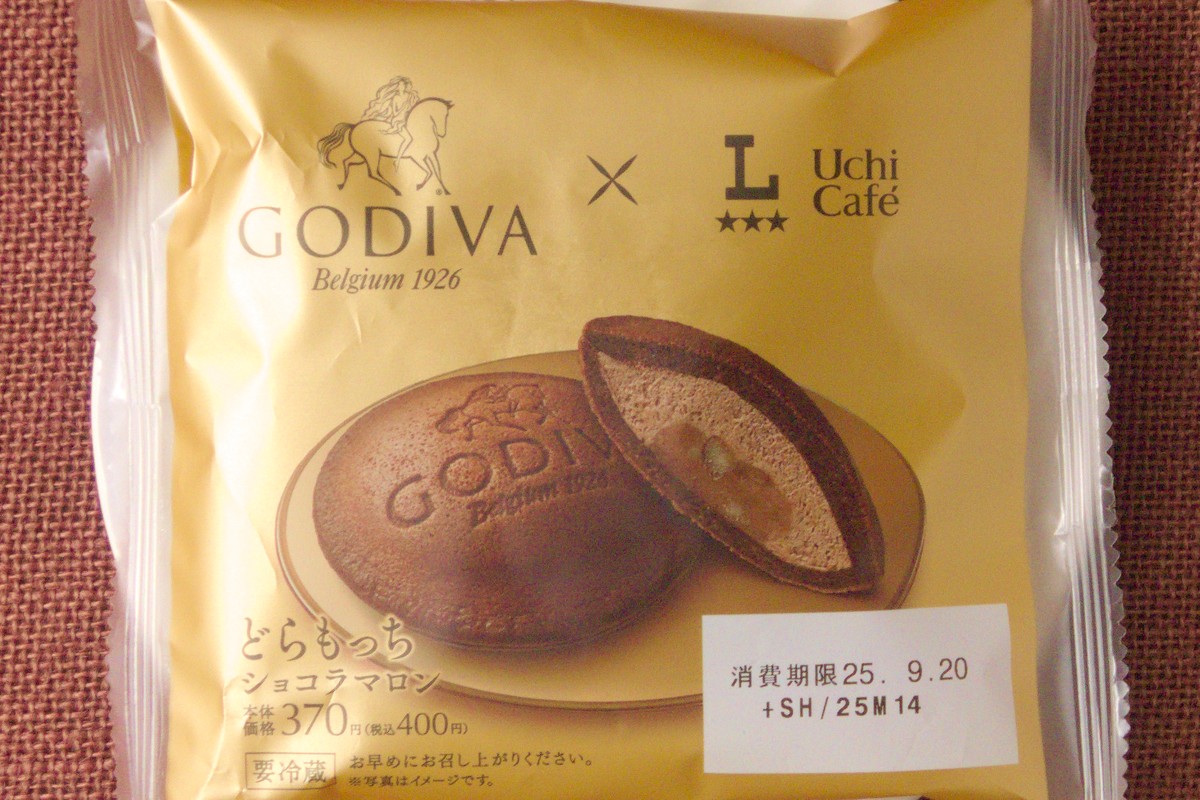 GODIVA
Belgium 1926
×
L
★★★
Uchi
Café
GODIV
Belgium 1926
どらもっち
ショコラマロン
本体
価格 370円(税込400円)
要冷蔵
お早めにお召し上がりください。
※写真はイメージです。
消費期限25. 9.20
+SH/25M14